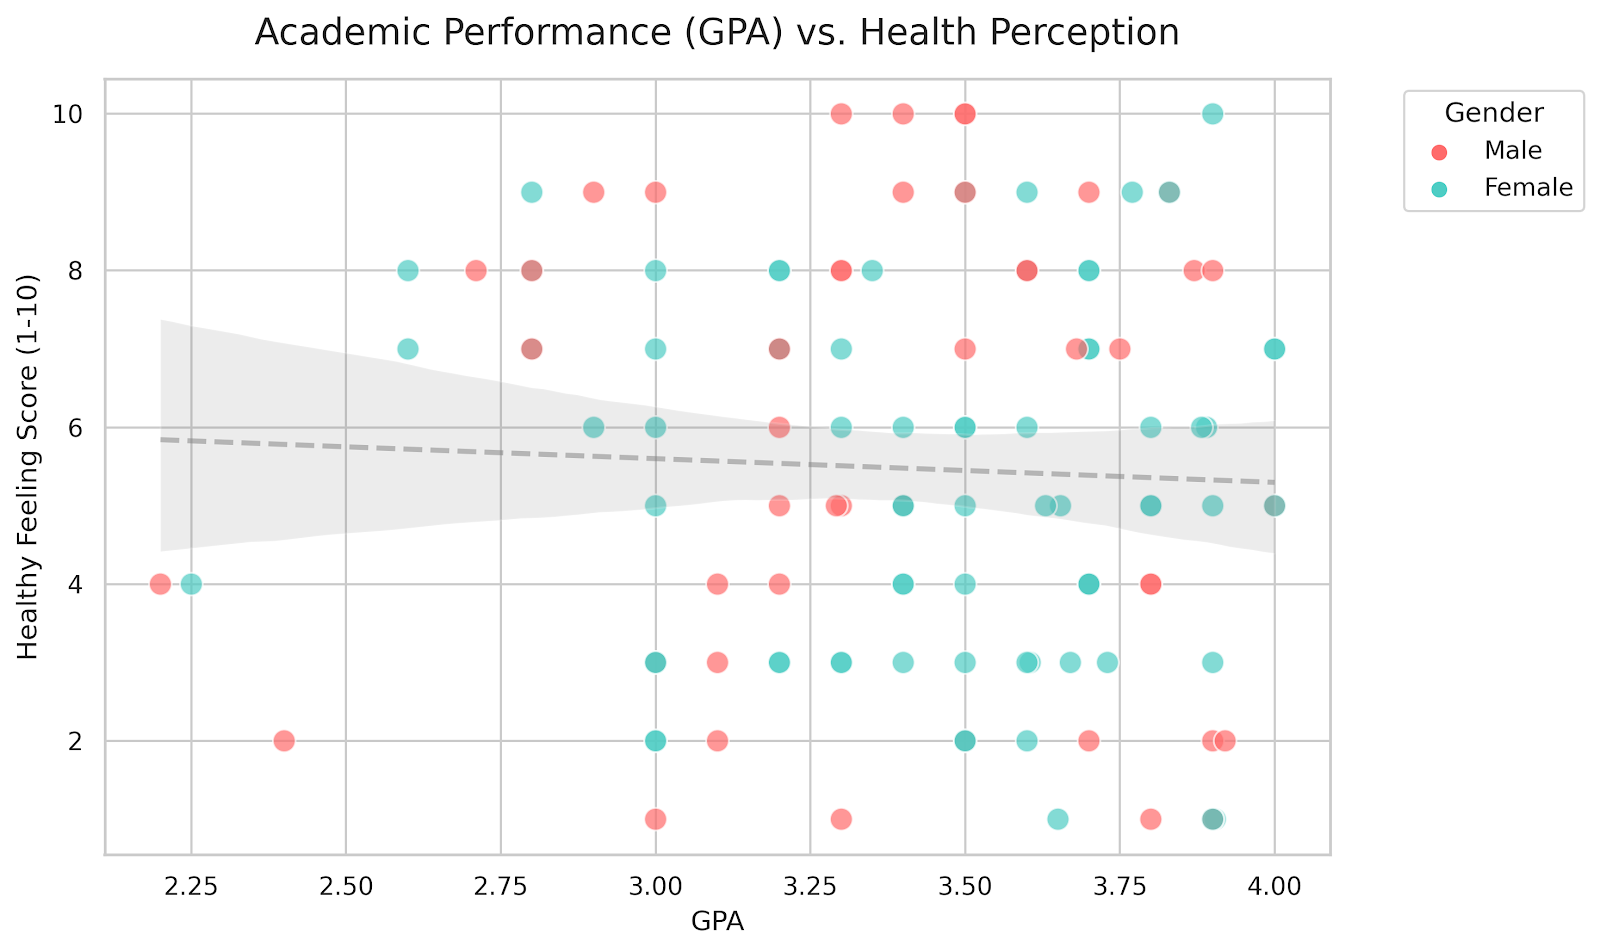 Academic Performance (GPA) vs. Health Perception
Healthy Feeling Score (1-10)
10
8
6
4
2
2.25 2.50 2.75 3.00 3.25 3.50 3.75 4.00
GPA
Gender
Male
Female